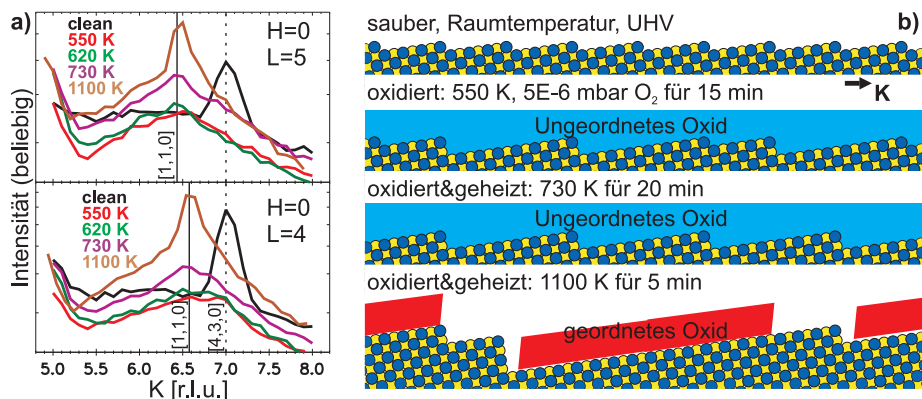 a)
clean
550 K
620 K
730 K
1100 K
H=0
L=5
[1,1,0]
Intensität (beliebig)
clean
550 K
620 K
730 K
1100 K
H=0
L=4
[1,1,0]
[4,3,0]
5.0 5.5 6.0 6.5 7.0 7.5 8.0
K [r.l.u.]
sauber, Raumtemperatur, UHV
b)
K
oxidiert: 550 K, 5E-6 mbar O₂ für 15 min
Ungeordnetes Oxid
oxidiert&geheizt: 730 K für 20 min
Ungeordnetes Oxid
oxidiert&geheizt: 1100 K für 5 min
geordnetes Oxid